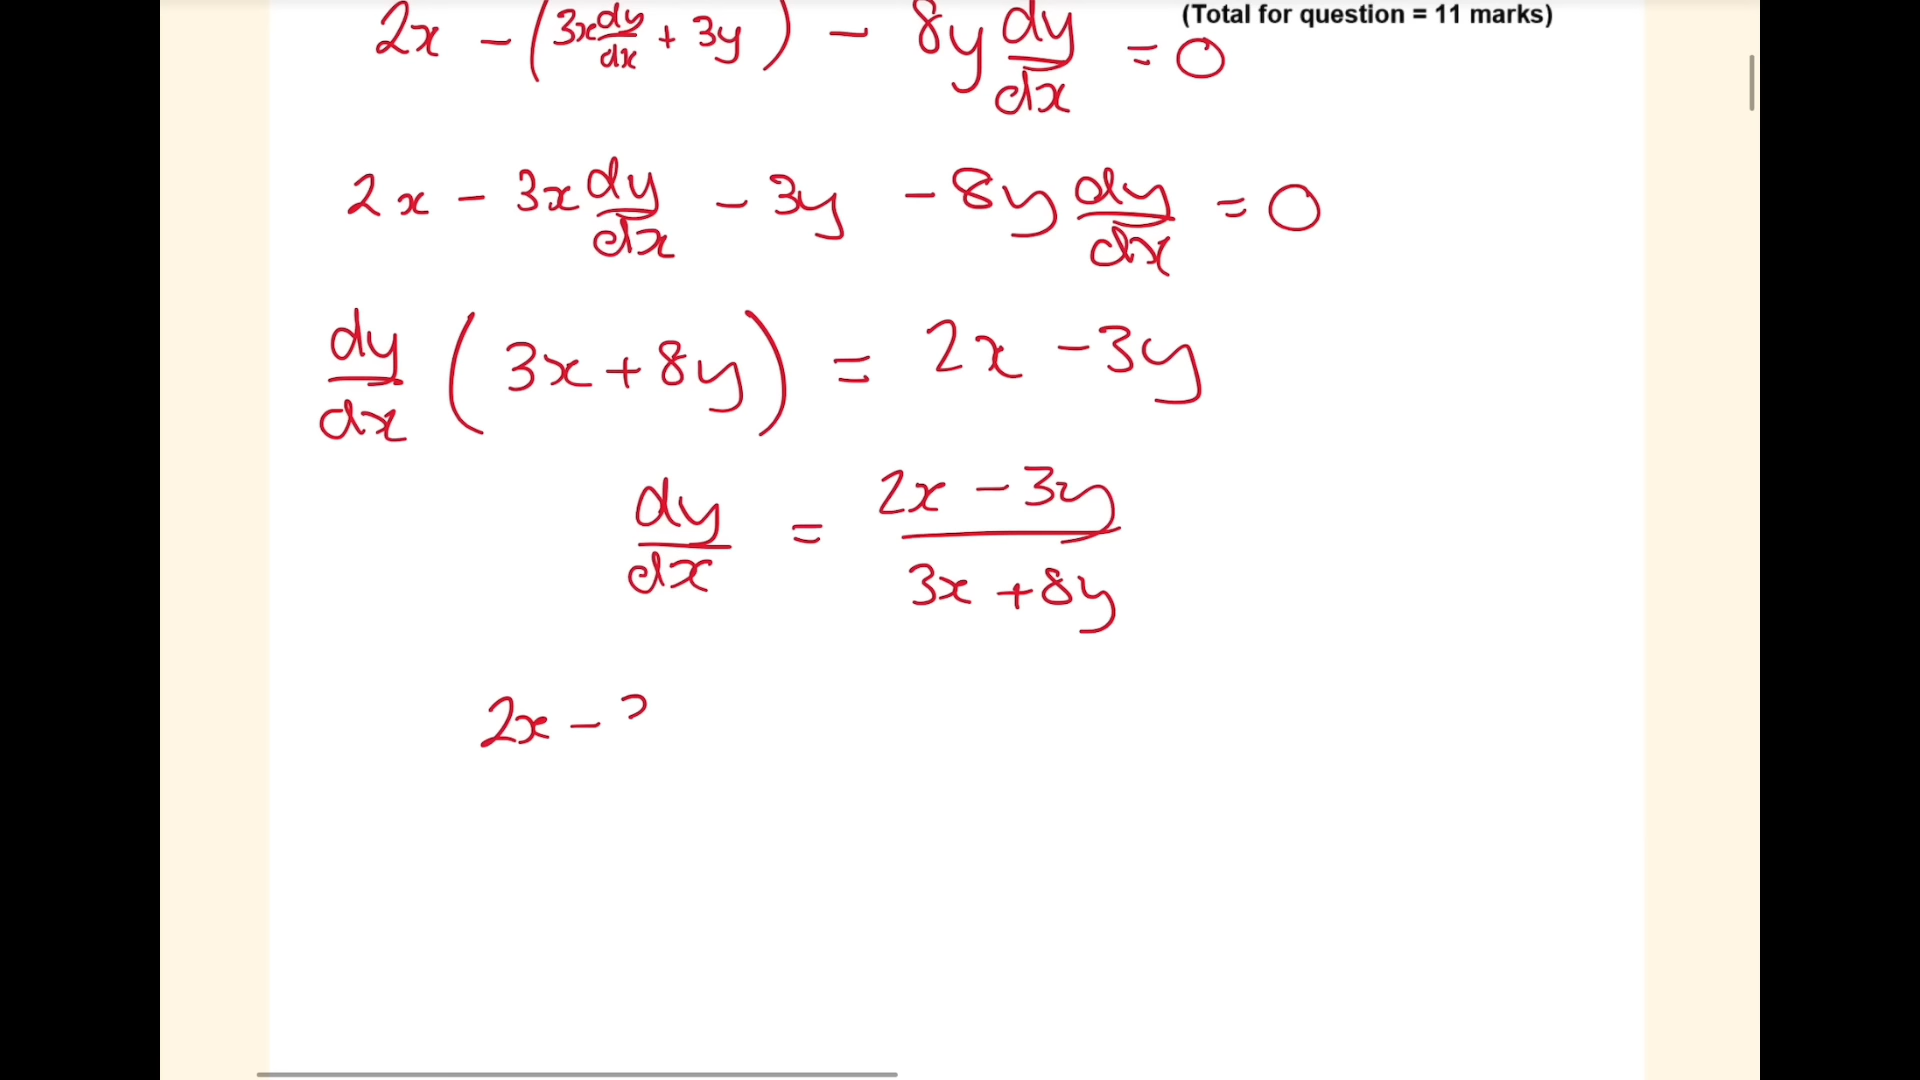 (Total for question = 11 marks)
2x - (3x dy/dx + 3y) - 8y dy/dx = 0
2x - 3x dy/dx - 3y - 8y dy/dx = 0
dy/dx (3x + 8y) = 2x - 3y
dy/dx = (2x - 3y)/(3x + 8y)
2x -